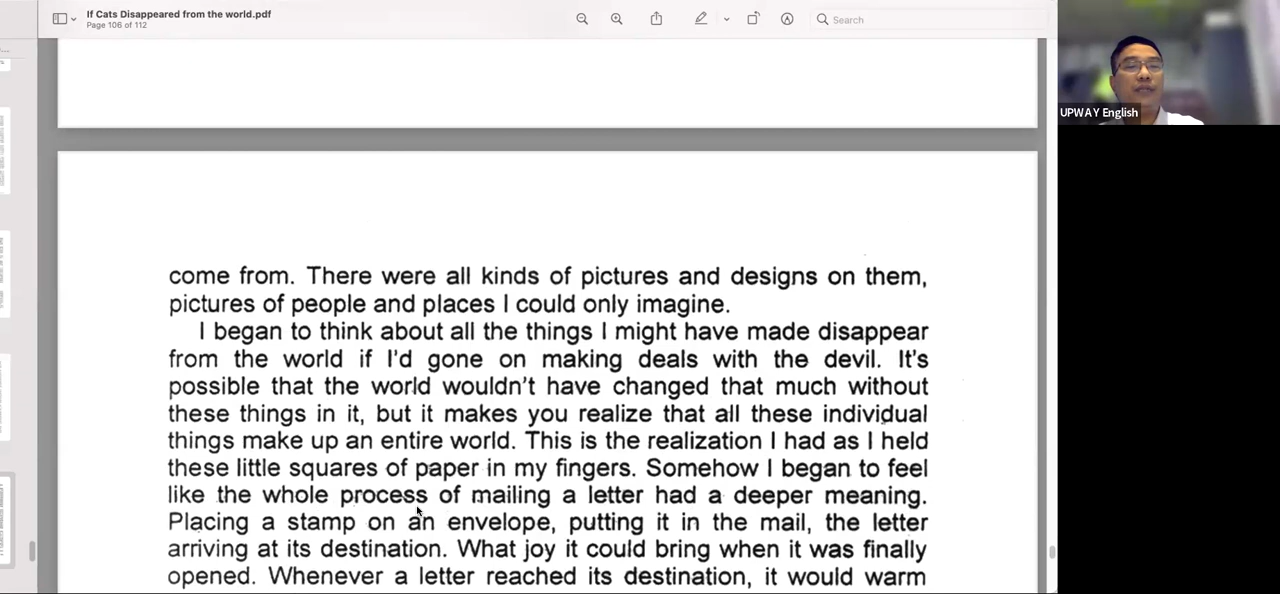 If Cats Disappeared from the world.pdf
Page 106 of 112
Search
UPWAY English
come from. There were all kinds of pictures and designs on them,
pictures of people and places I could only imagine.
I began to think about all the things I might have made disappear
from the world if I'd gone on making deals with the devil. It's
possible that the world wouldn't have changed that much without
these things in it, but it makes you realize that all these individual
things make up an entire world. This is the realization I had as I held
these little squares of paper in my fingers. Somehow I began to feel
like the whole process of mailing a letter had a deeper meaning.
Placing a stamp on an envelope, putting it in the mail, the letter
arriving at its destination. What joy it could bring when it was finally
opened. Whenever a letter reached its destination, it would warm